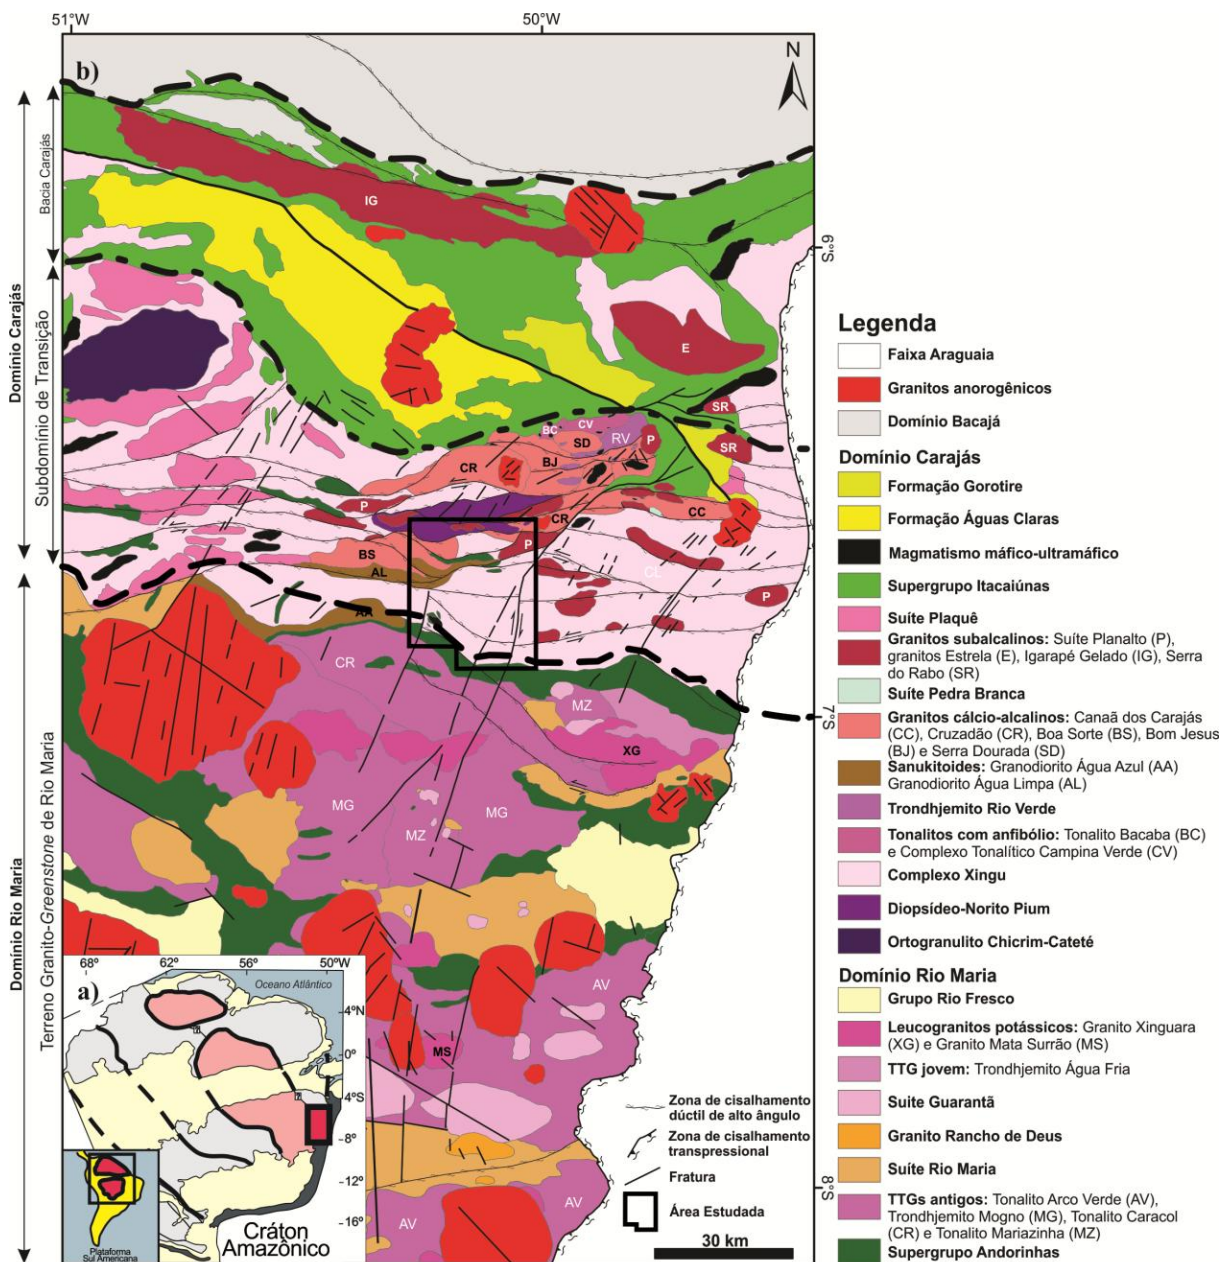 51°W
50°W
b)
N
IG
6°S
E
SR
BC
CV
SD
RV
P
SR
BJ
CR
P
CR
CC
BS
P
CL
AL
P
AA
CR
MZ
7°S
XG
MG
MG
MZ
AV
MS
AV
AV
8°S
Domínio Carajás
Bacia Carajás
Subdomínio de Transição
Domínio Rio Maria
Terreno Granito-Greenstone de Rio Maria
a)
68°
62°
56°
50°W
Oceano Atlântico
4°N
0°
4°S
8°
12°
16°
Cráton
Amazônico
Plataforma
Sul Americana
Zona de cisalhamento
dúctil de alto ângulo
Zona de cisalhamento
transpressional
Fratura
Área Estudada
30 km
Legenda
Faixa Araguaia
Granitos anorogênicos
Domínio Bacajá
Domínio Carajás
Formação Gorotire
Formação Águas Claras
Magmatismo máfico-ultramáfico
Supergrupo Itacaiúnas
Suíte Plaquê
Granitos subalcalinos: Suíte Planalto (P),
granitos Estrela (E), Igarapé Gelado (IG), Serra
do Rabo (SR)
Suíte Pedra Branca
Granitos cálcio-alcalinos: Canaã dos Carajás
(CC), Cruzadão (CR), Boa Sorte (BS), Bom Jesus
(BJ) e Serra Dourada (SD)
Sanukitoides: Granodiorito Água Azul (AA)
Granodiorito Água Limpa (AL)
Trondhjemito Rio Verde
Tonalitos com anfibólio: Tonalito Bacaba (BC)
e Complexo Tonalítico Campina Verde (CV)
Complexo Xingu
Diopsídeo-Norito Pium
Ortogranulito Chicrim-Cateté
Domínio Rio Maria
Grupo Rio Fresco
Leucogranitos potássicos: Granito Xinguara
(XG) e Granito Mata Surrão (MS)
TTG jovem: Trondhjemito Água Fria
Suite Guarantã
Granito Rancho de Deus
Suíte Rio Maria
TTGs antigos: Tonalito Arco Verde (AV),
Trondhjemito Mogno (MG), Tonalito Caracol
(CR) e Tonalito Mariazinha (MZ)
Supergrupo Andorinhas